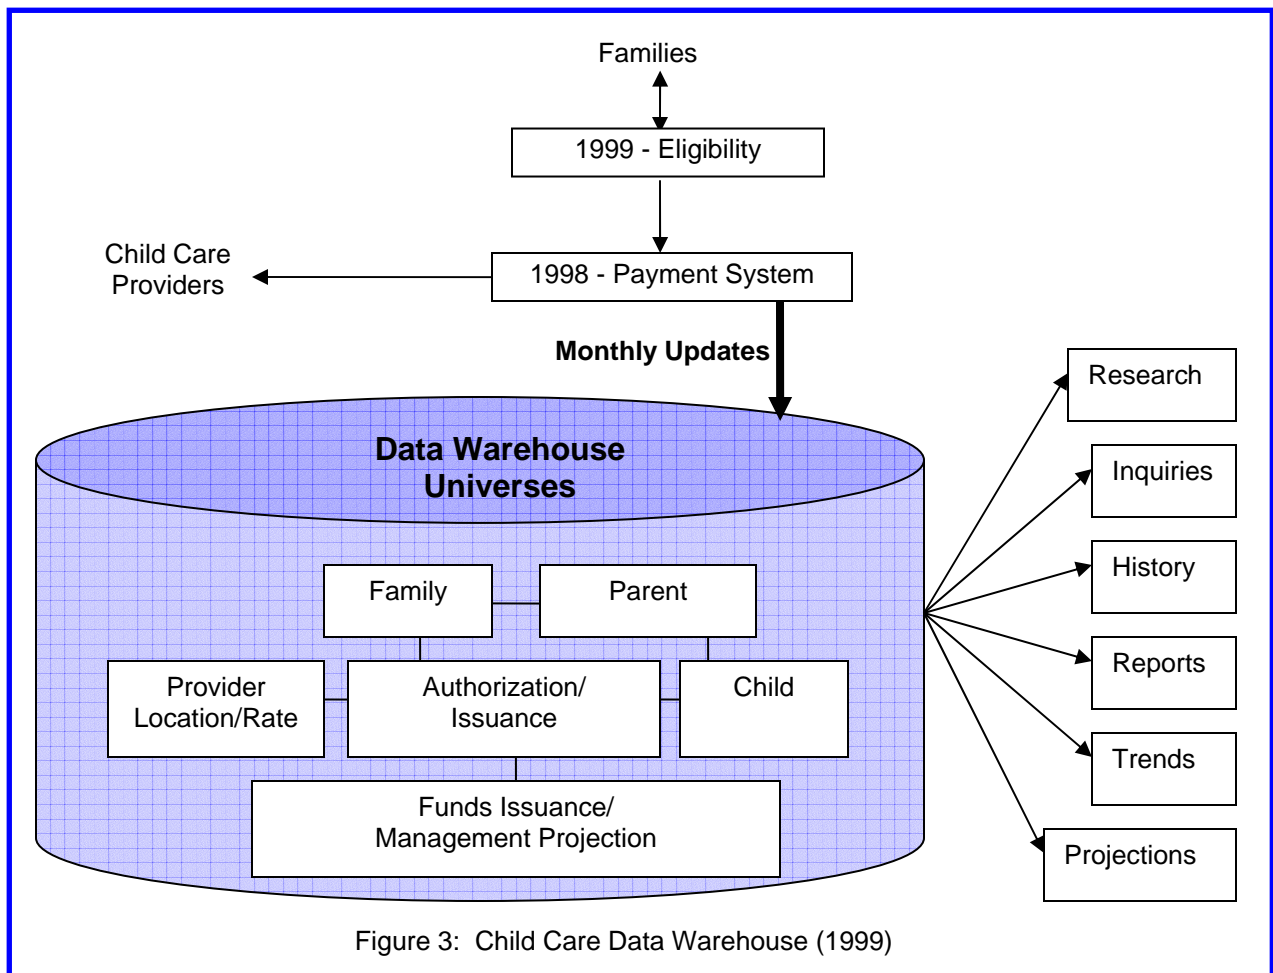 Families
1999 - Eligibility
Child Care
Providers
1998 - Payment System
Monthly Updates
Data Warehouse
Universes
Family
Parent
Provider
Location/Rate
Authorization/
Issuance
Child
Funds Issuance/
Management Projection
Research
Inquiries
History
Reports
Trends
Projections
Figure 3:  Child Care Data Warehouse (1999)